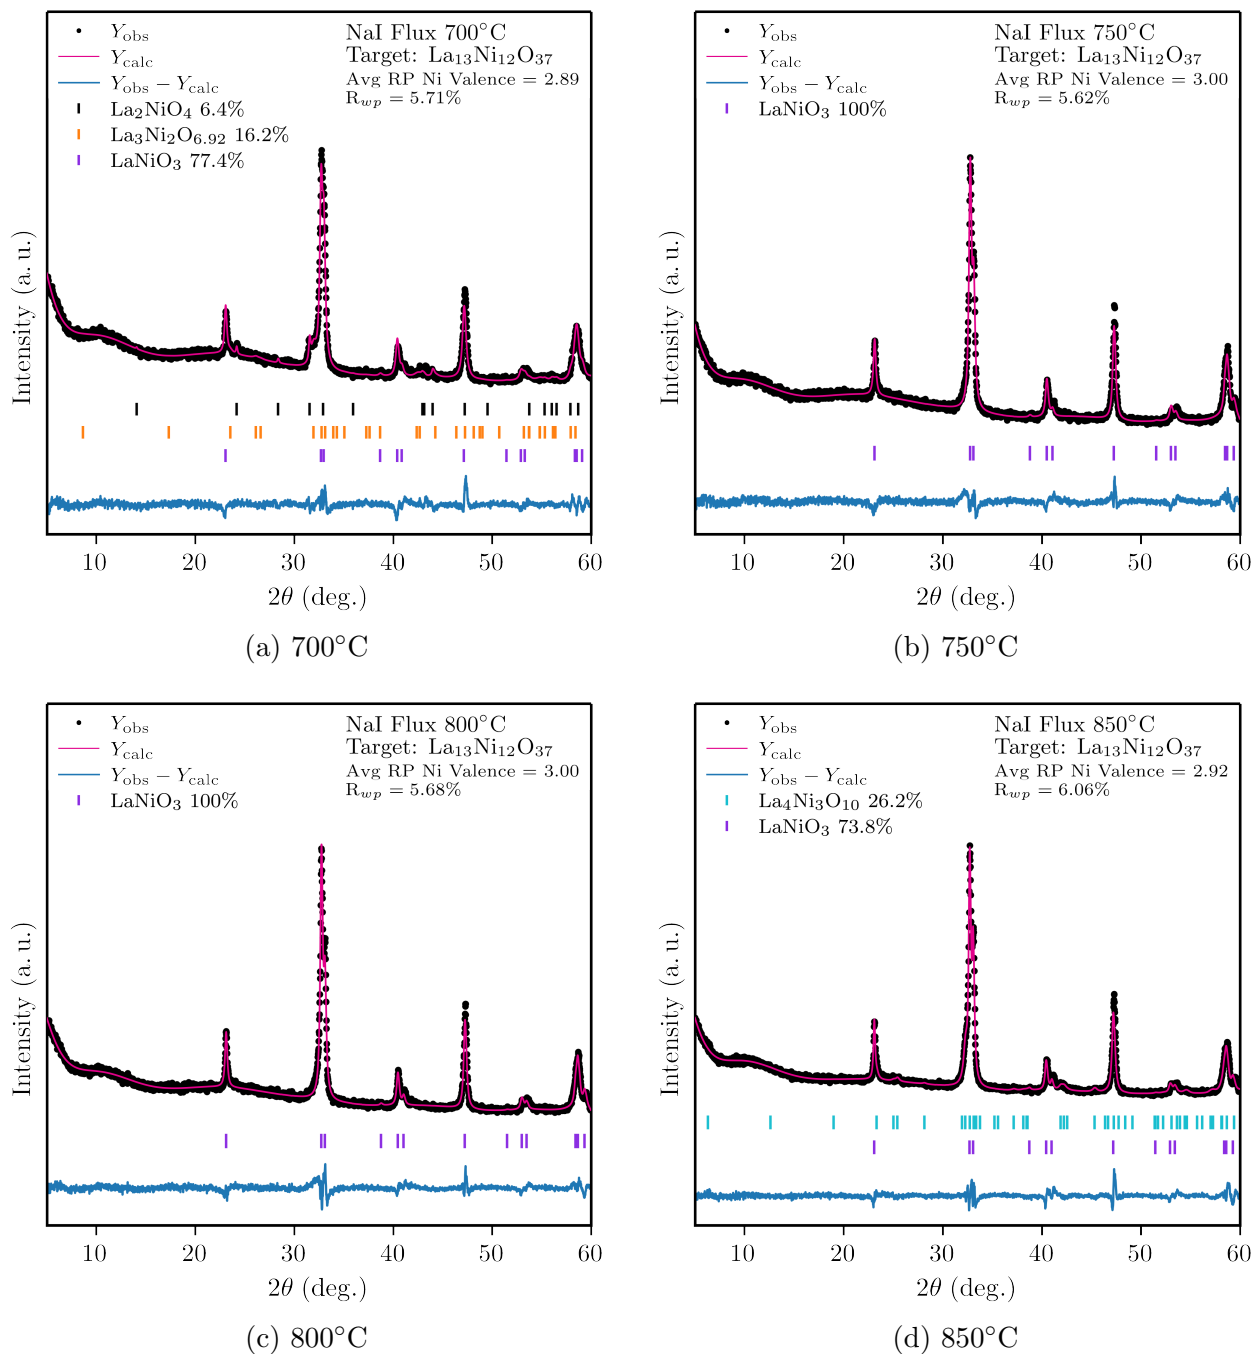 Y_obs
Y_calc
Y_obs − Y_calc
La₂NiO₄ 6.4%
La₃Ni₂O₆.₉₂ 16.2%
LaNiO₃ 77.4%
NaI Flux 700°C
Target: La₁₃Ni₁₂O₃₇
Avg RP Ni Valence = 2.89
R_wp = 5.71%
Intensity (a. u.)
10 20 30 40 50 60
2θ (deg.)
(a) 700°C
Y_obs
Y_calc
Y_obs − Y_calc
LaNiO₃ 100%
NaI Flux 750°C
Target: La₁₃Ni₁₂O₃₇
Avg RP Ni Valence = 3.00
R_wp = 5.62%
Intensity (a. u.)
10 20 30 40 50 60
2θ (deg.)
(b) 750°C
Y_obs
Y_calc
Y_obs − Y_calc
LaNiO₃ 100%
NaI Flux 800°C
Target: La₁₃Ni₁₂O₃₇
Avg RP Ni Valence = 3.00
R_wp = 5.68%
Intensity (a. u.)
10 20 30 40 50 60
2θ (deg.)
(c) 800°C
Y_obs
Y_calc
Y_obs − Y_calc
La₄Ni₃O₁₀ 26.2%
LaNiO₃ 73.8%
NaI Flux 850°C
Target: La₁₃Ni₁₂O₃₇
Avg RP Ni Valence = 2.92
R_wp = 6.06%
Intensity (a. u.)
10 20 30 40 50 60
2θ (deg.)
(d) 850°C